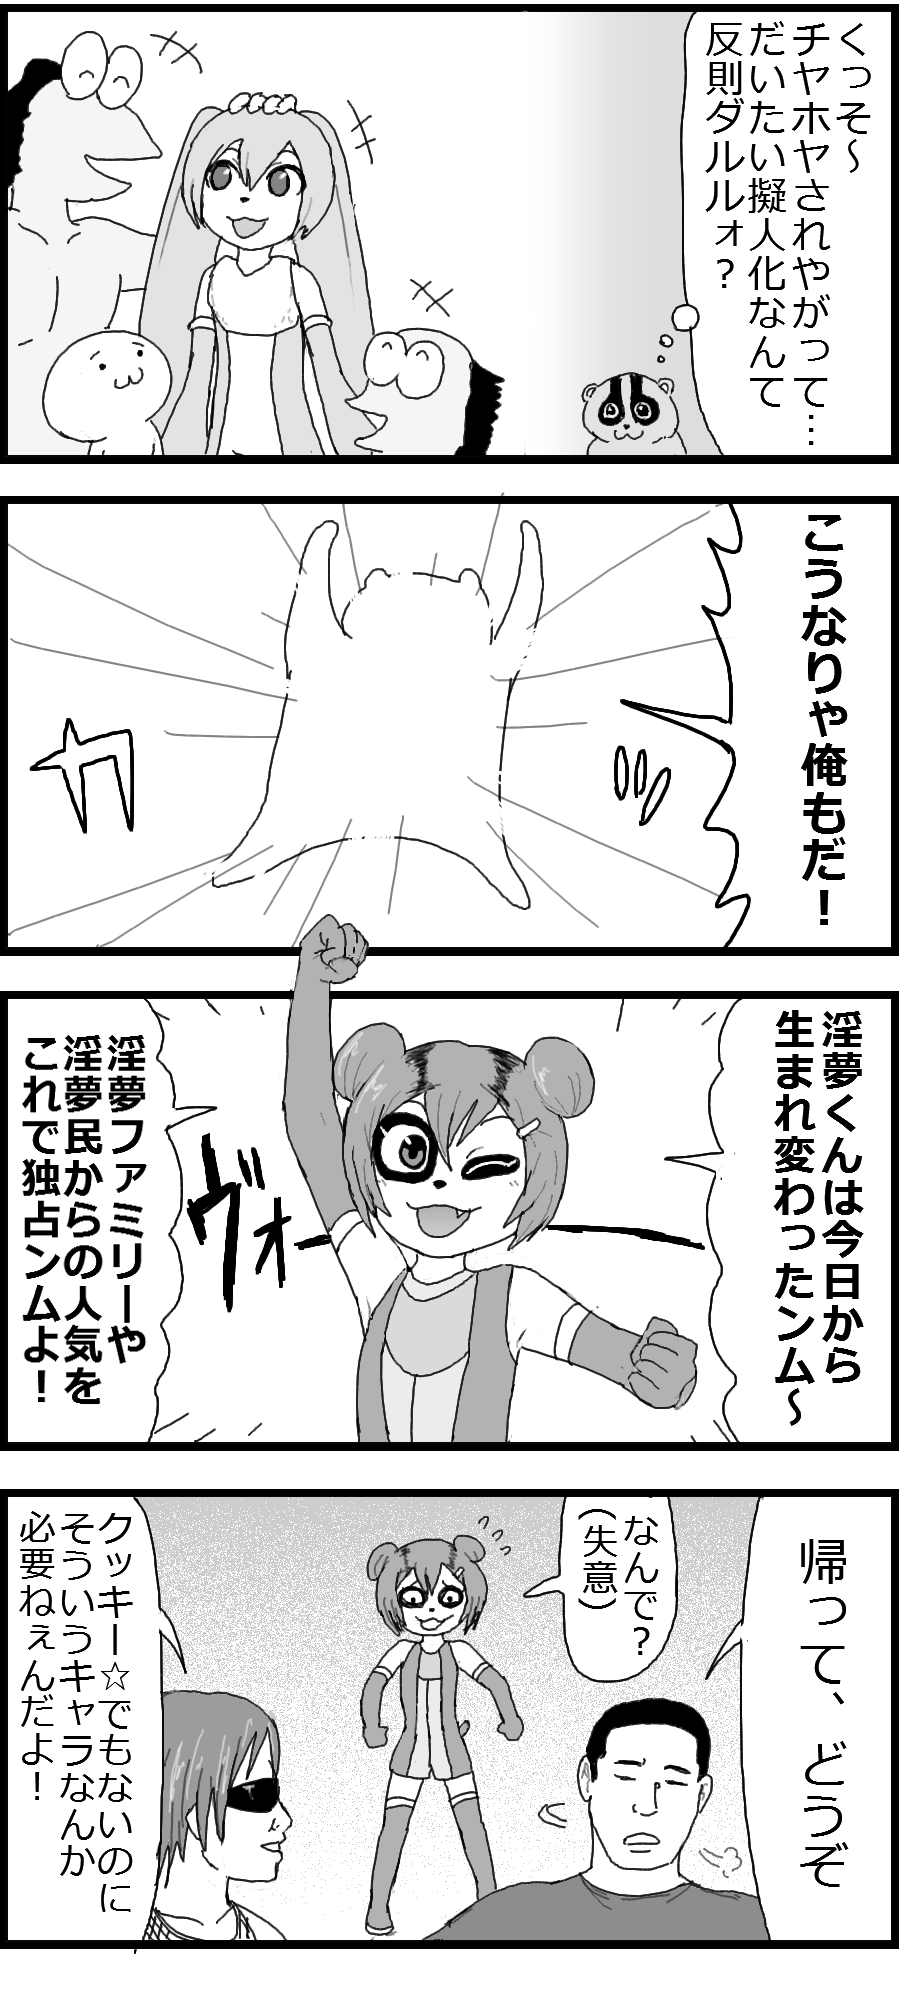 くっそ～
チヤホヤされやがって…
だいたい擬人化なんて
反則ダルルォ？
こうなりゃ俺もだ！
カッ
淫夢くんは今日から
生まれ変わったンム～
ヴォー
淫夢ファミリーや
淫夢民からの人気を
これで独占ンムよ！
帰って、どうぞ
なんで？
(失意)
クッキー☆でもないのに
そういうキャラなんか
必要ねぇんだよ！